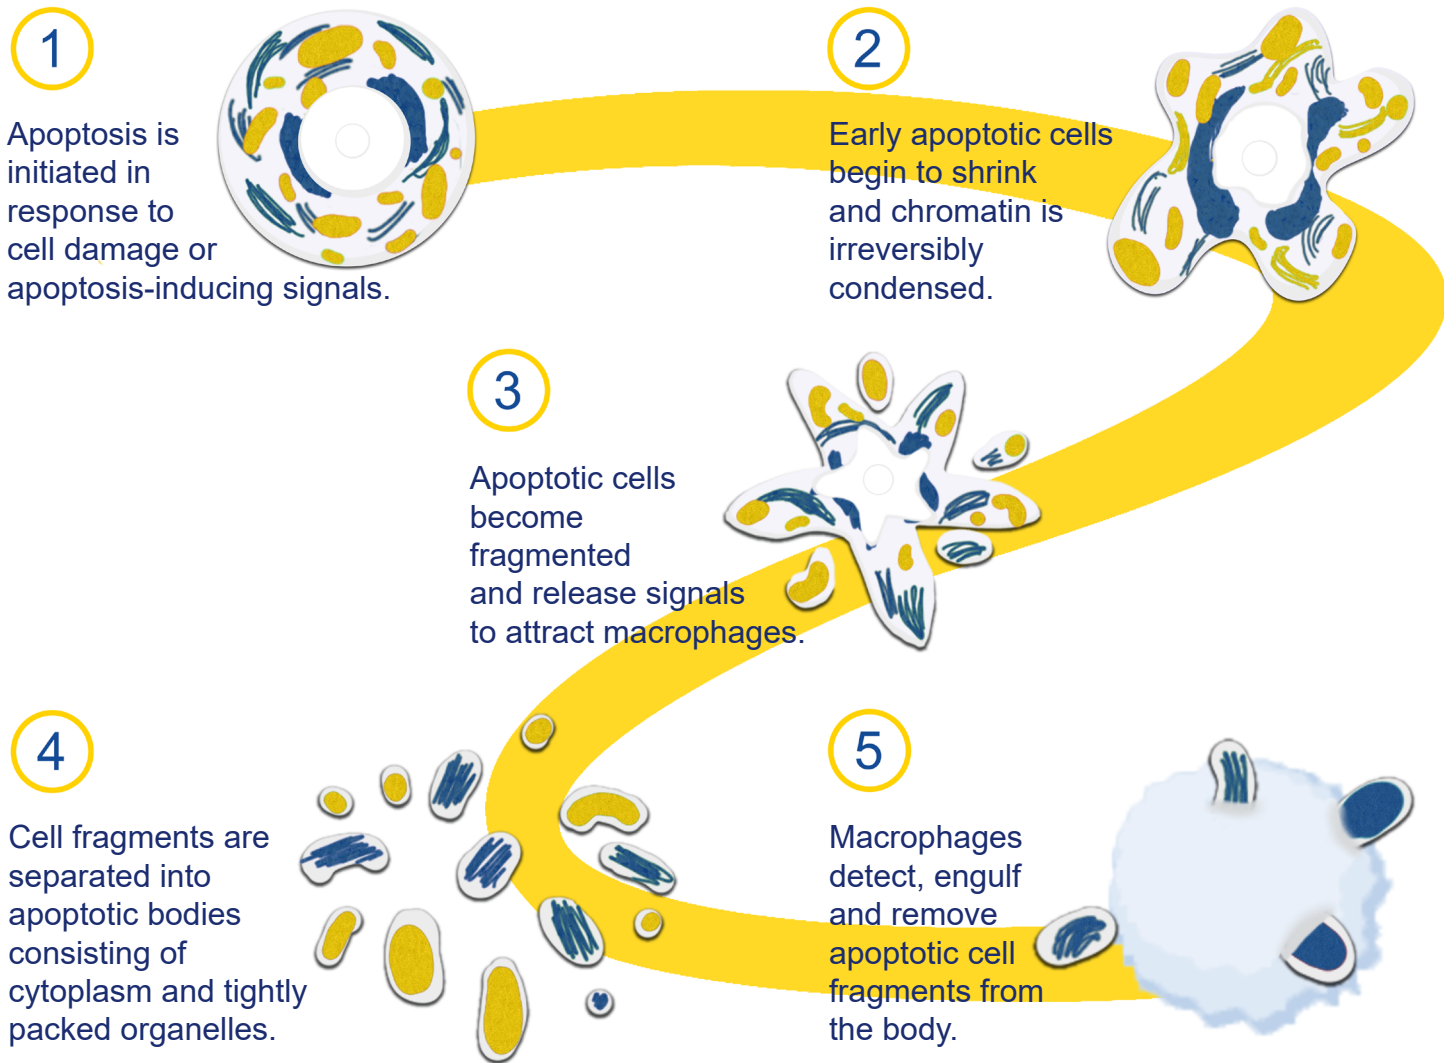 1
Apoptosis is
initiated in
response to
cell damage or
apoptosis-inducing signals.
2
Early apoptotic cells
begin to shrink
and chromatin is
irreversibly
condensed.
3
Apoptotic cells
become
fragmented
and release signals
to attract macrophages.
4
Cell fragments are
separated into
apoptotic bodies
consisting of
cytoplasm and tightly
packed organelles.
5
Macrophages
detect, engulf
and remove
apoptotic cell
fragments from
the body.